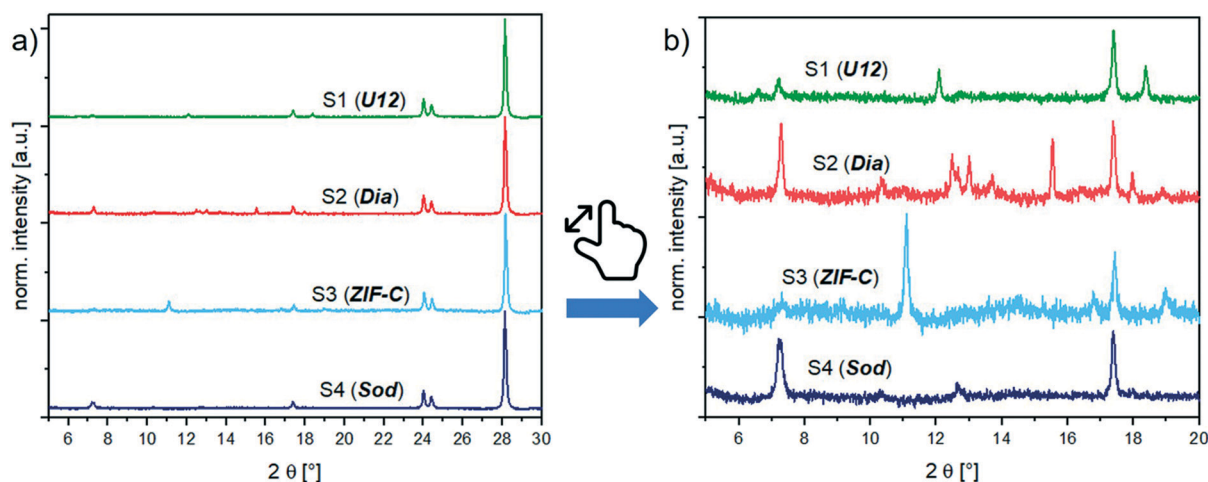 a)
norm. intensity [a.u.]
S1 (U12)
S2 (Dia)
S3 (ZIF-C)
S4 (Sod)
6 8 10 12 14 16 18 20 22 24 26 28 30
2 θ [°]
b)
norm. intensity [a.u.]
S1 (U12)
S2 (Dia)
S3 (ZIF-C)
S4 (Sod)
6 8 10 12 14 16 18 20
2 θ [°]